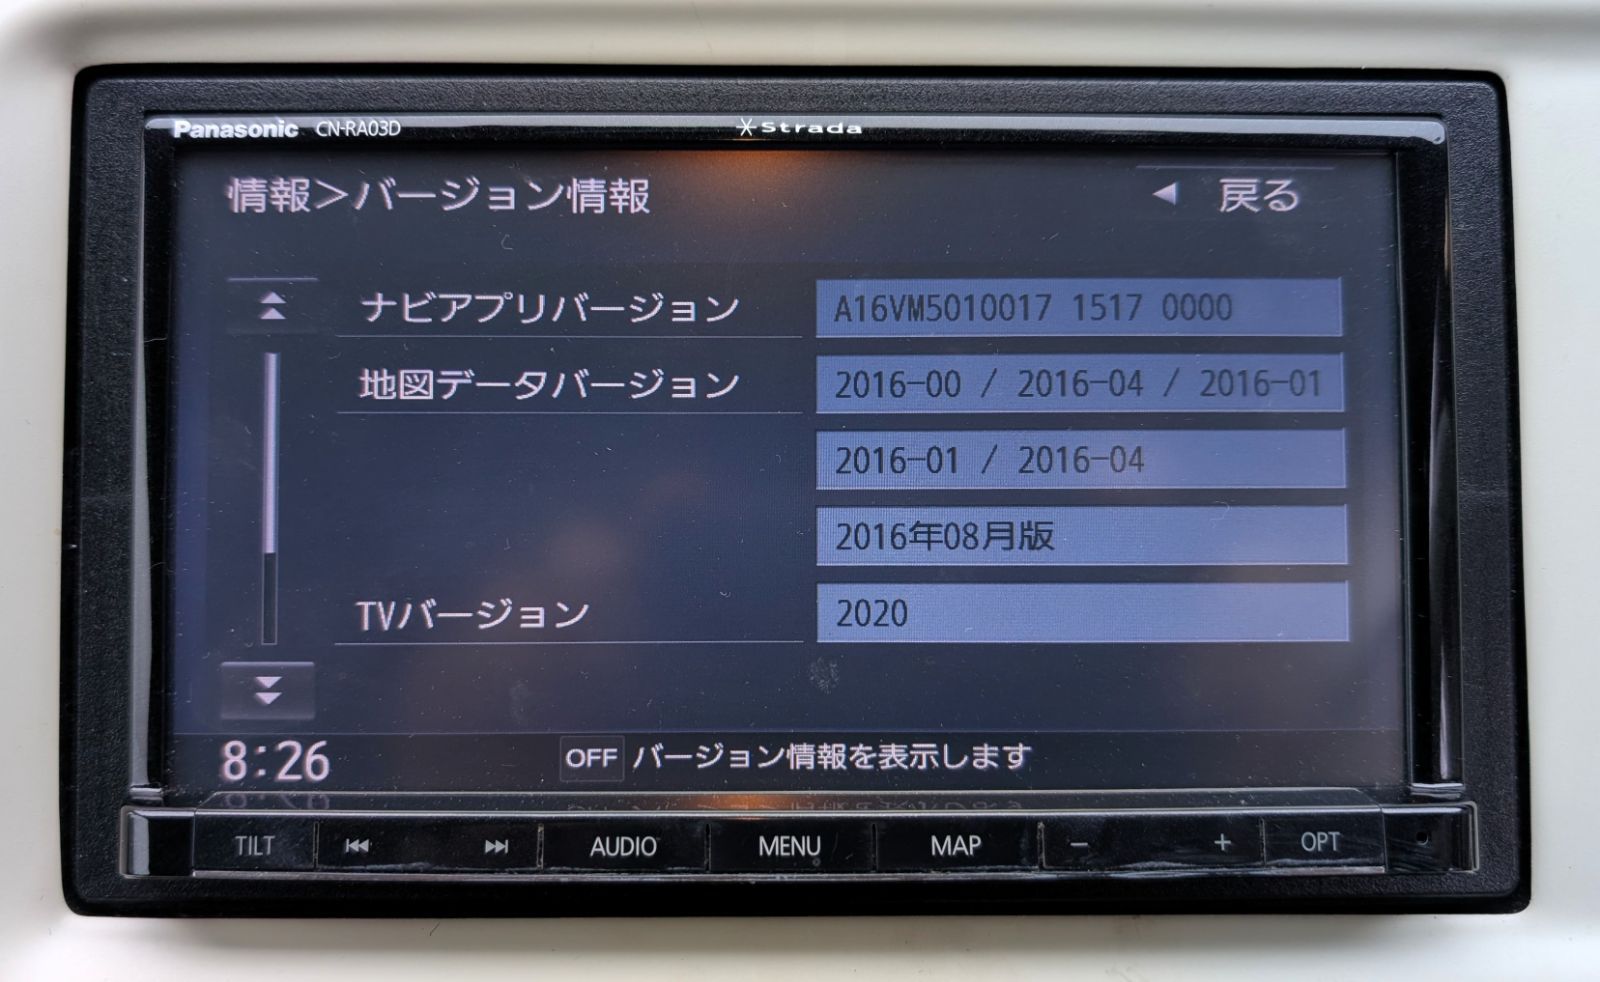 Panasonic CN-RA03D Strada
情報＞バージョン情報 戻る
ナビアプリバージョン A16VM5010017 1517 0000
地図データバージョン 2016-00 / 2016-04 / 2016-01
2016-01 / 2016-04
2016年08月版
TVバージョン 2020
8:26 OFF バージョン情報を表示します
TILT AUDIO MENU MAP − + OPT